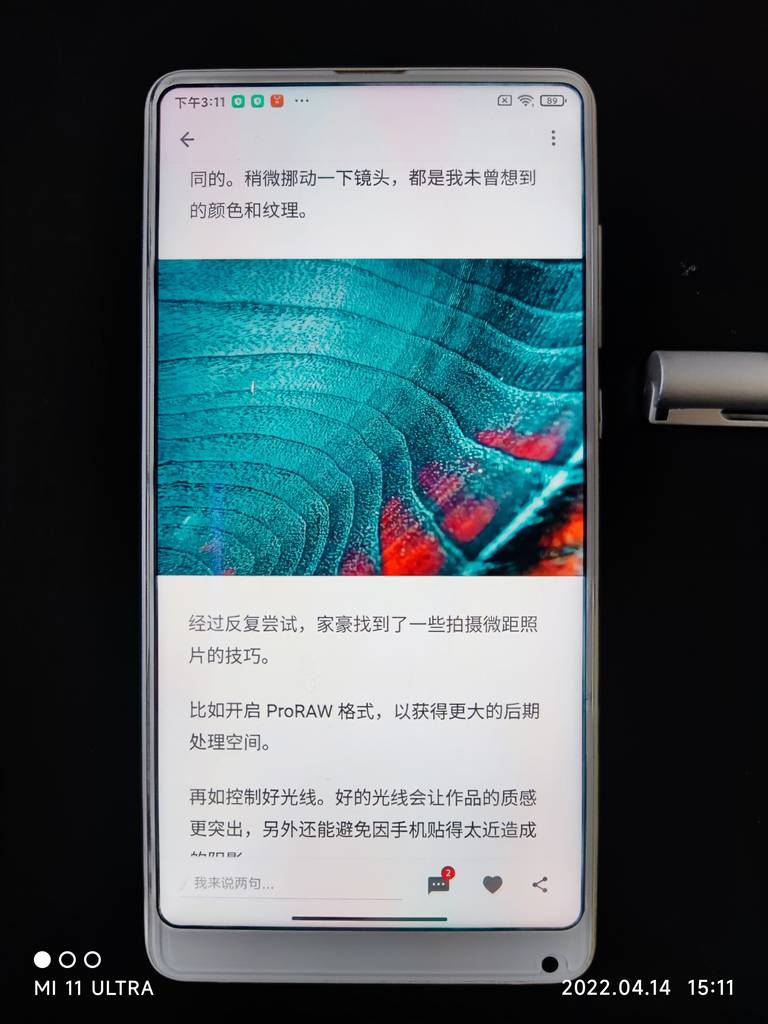 下午3:11 ··· 89
同的。稍微挪动一下镜头，都是我未曾想到
的颜色和纹理。
经过反复尝试，家豪找到了一些拍摄微距照
片的技巧。
比如开启 ProRAW 格式，以获得更大的后期
处理空间。
再如控制好光线。好的光线会让作品的质感
更突出，另外还能避免因手机贴得太近造成
我来说两句... 2
MI 11 ULTRA
2022.04.14 15:11